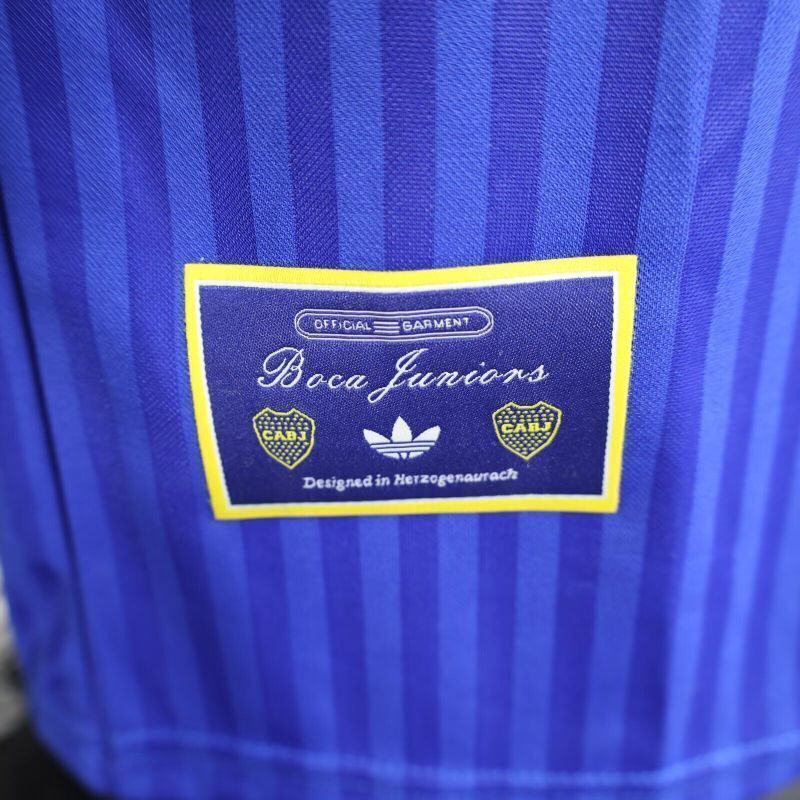 OFFICIAL GARMENT
Boca Juniors
CABJ CABJ
Designed in Herzogenaurach